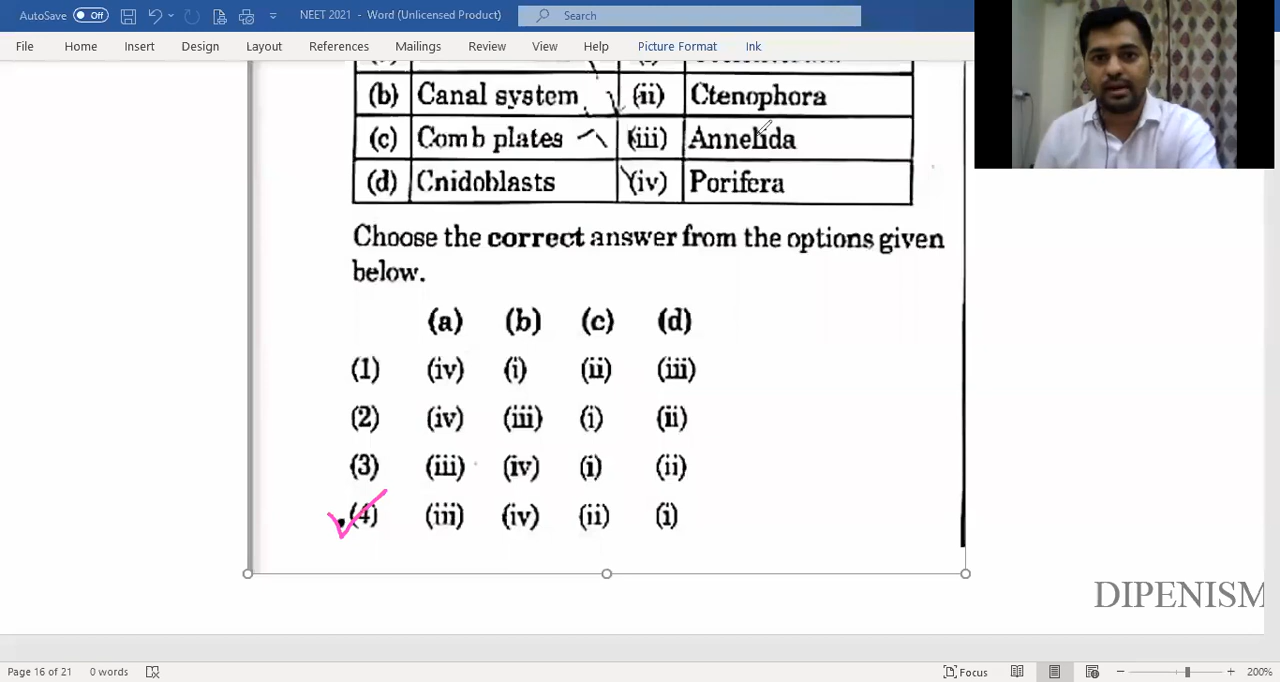 AutoSave Off NEET 2021 - Word (Unlicensed Product) Search
File Home Insert Design Layout References Mailings Review View Help Picture Format Ink
(b) Canal system (ii) Ctenophora
(c) Comb plates (iii) Annelida
(d) Cnidoblasts (iv) Porifera
Choose the correct answer from the options given
below.
(a) (b) (c) (d)
(1) (iv) (i) (ii) (iii)
(2) (iv) (iii) (i) (ii)
(3) (iii) (iv) (i) (ii)
(4) (iii) (iv) (ii) (i)
DIPENISM
Page 16 of 21 0 words Focus 200%